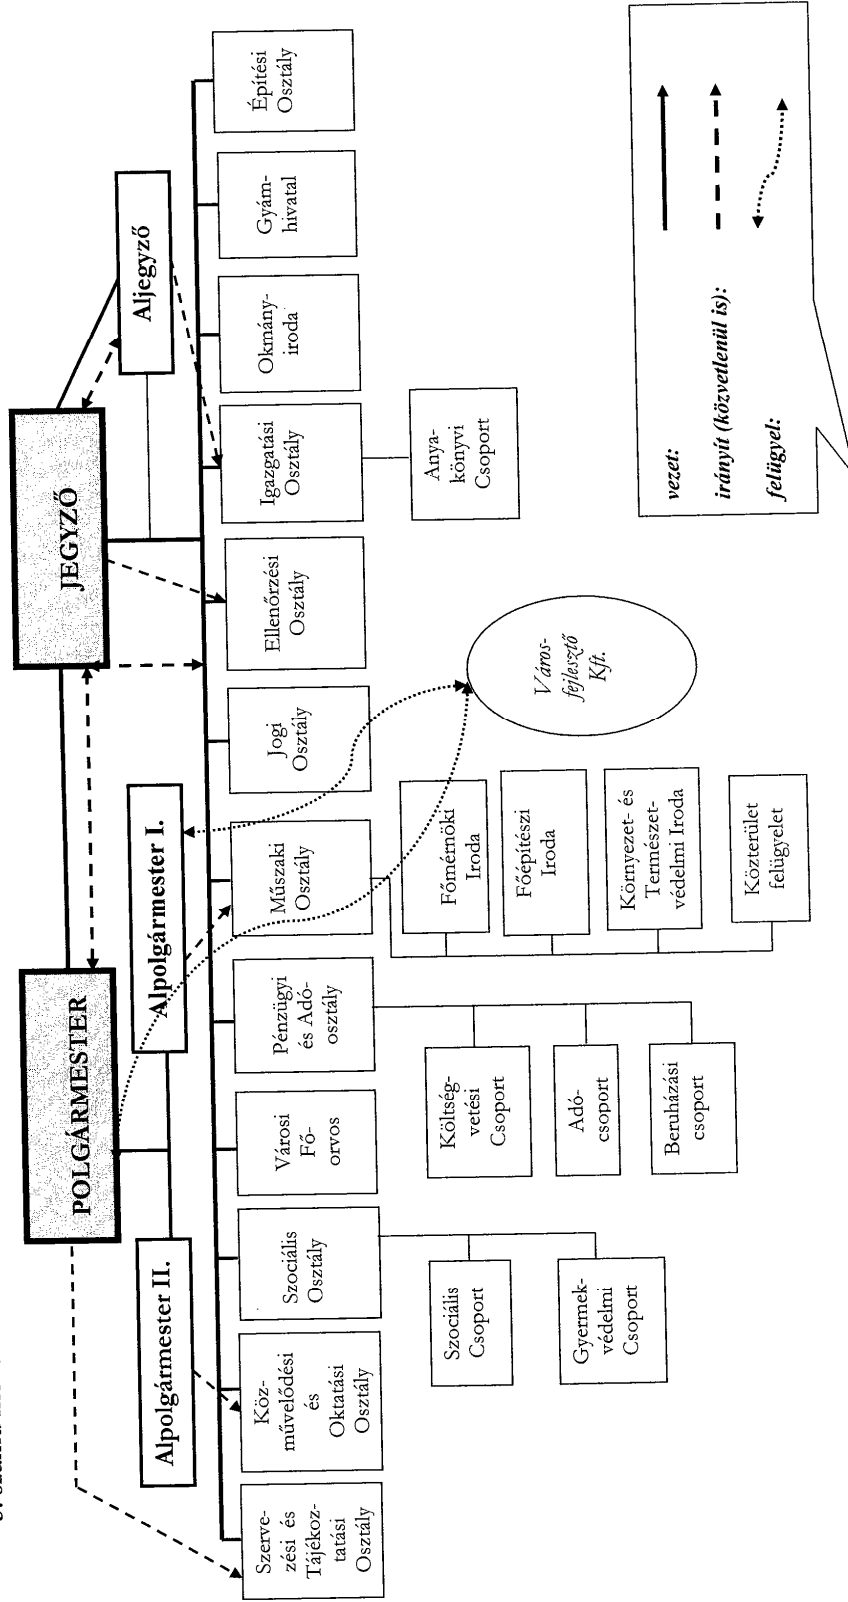 POLGÁRMESTER
JEGYZŐ
Alpolgármester II.
Alpolgármester I.
Aljegyző
Szerve-
zési és
Tájékoz-
tatási
Osztály
Köz-
művelődési
és
Oktatási
Osztály
Szociális
Osztály
Városi
Fő-
orvos
Pénzügyi
és Adó-
osztály
Műszaki
Osztály
Jogi
Osztály
Ellenőrzési
Osztály
Igazgatási
Osztály
Okmány-
iroda
Gyám-
hivatal
Építési
Osztály
Szociális
Csoport
Gyermek-
védelmi
Csoport
Költség-
vetési
Csoport
Adó-
csoport
Beruházási
csoport
Főmérnöki
Iroda
Főépítészi
Iroda
Környezet- és
Természet-
védelmi Iroda
Közterület
felügyelet
Város-
fejlesztő
Kft.
Anya-
könyvi
Csoport
vezet:
irányít (közvetlenül is):
felügyel: